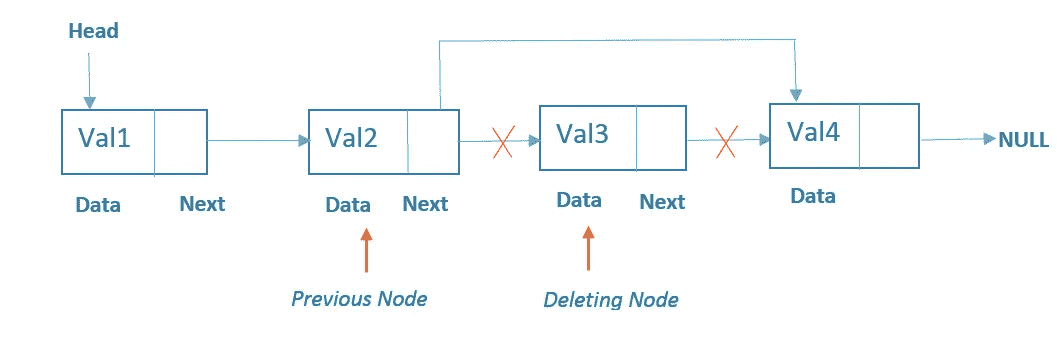 Head
Val1 Val2 Val3 Val4 NULL
Data Next Data Next Data Next Data
Previous Node Deleting Node